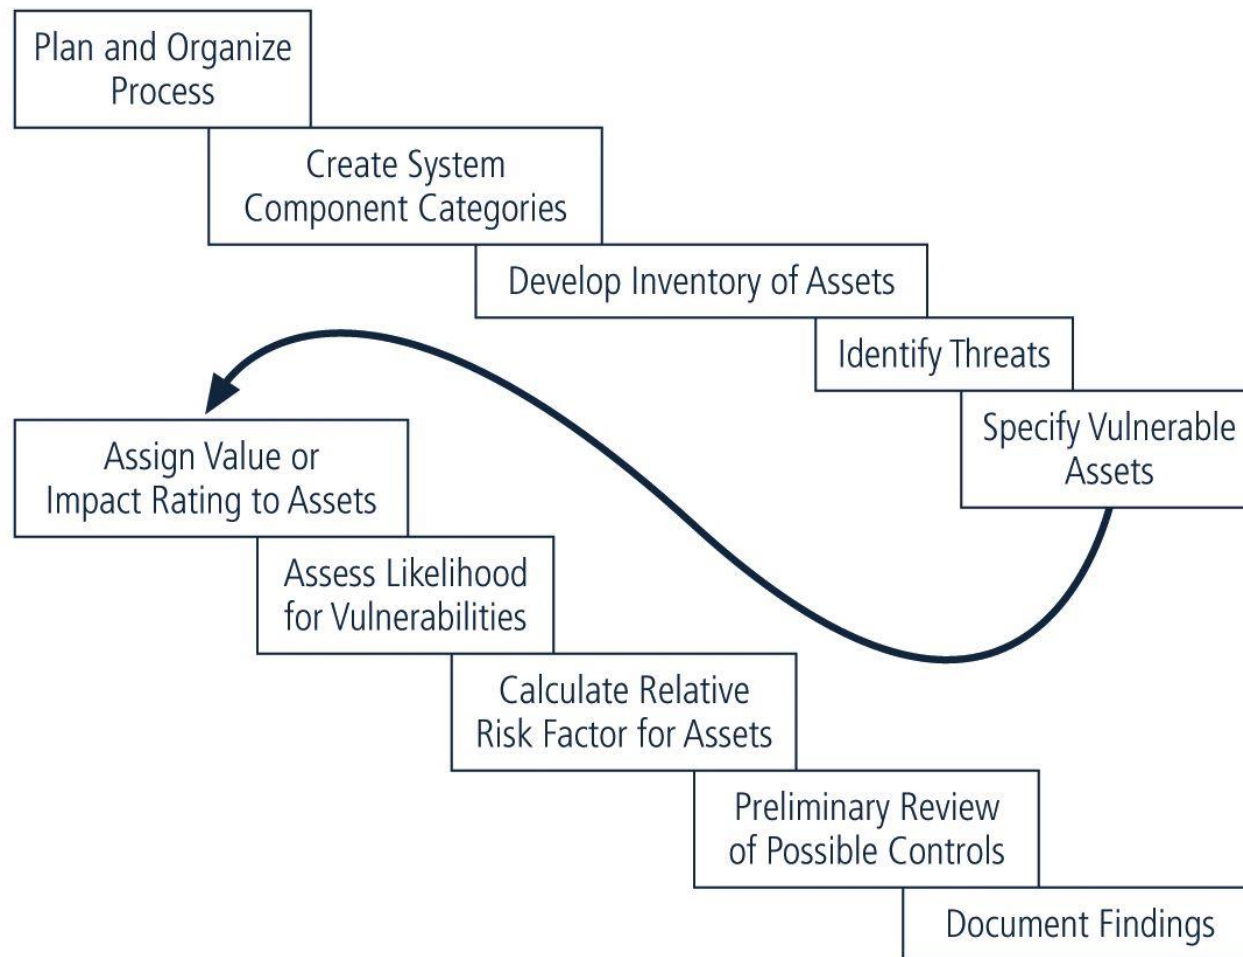 Plan and Organize
Process
Create System
Component Categories
Develop Inventory of Assets
Identify Threats
Specify Vulnerable
Assets
Assign Value or
Impact Rating to Assets
Assess Likelihood
for Vulnerabilities
Calculate Relative
Risk Factor for Assets
Preliminary Review
of Possible Controls
Document Findings